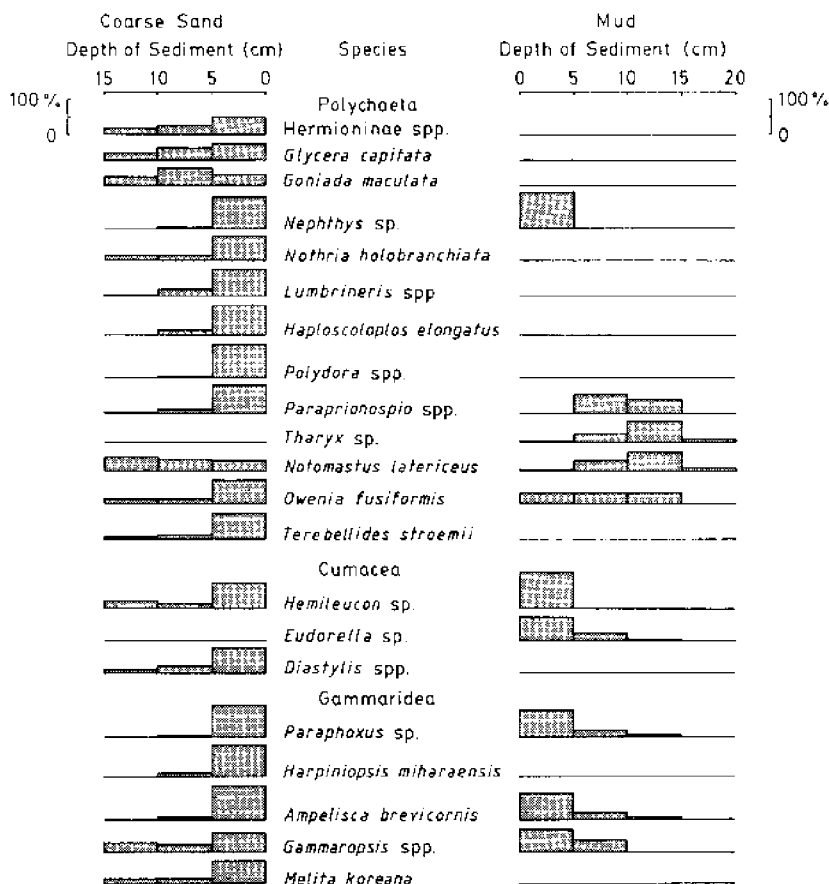 Coarse Sand Mud
Depth of Sediment (cm) Species Depth of Sediment (cm)
15 10 5 0 0 5 10 15 20
100% Polychaeta 100%
0 Hermioninae spp. 0
Glycera capitata
Goniada maculata
Nephthys sp.
Nothria holobranchiata
Lumbrineris spp
Haploscoloplos elongatus
Polydora spp.
Paraprionospio spp.
Tharyx sp.
Notomastus latericeus
Owenia fusiformis
Terebellides stroemii
Cumacea
Hemileucon sp.
Eudorella sp.
Diastylis spp.
Gammaridea
Paraphoxus sp.
Harpiniopsis miharaensis
Ampelisca brevicornis
Gammaropsis spp.
Melita koreana